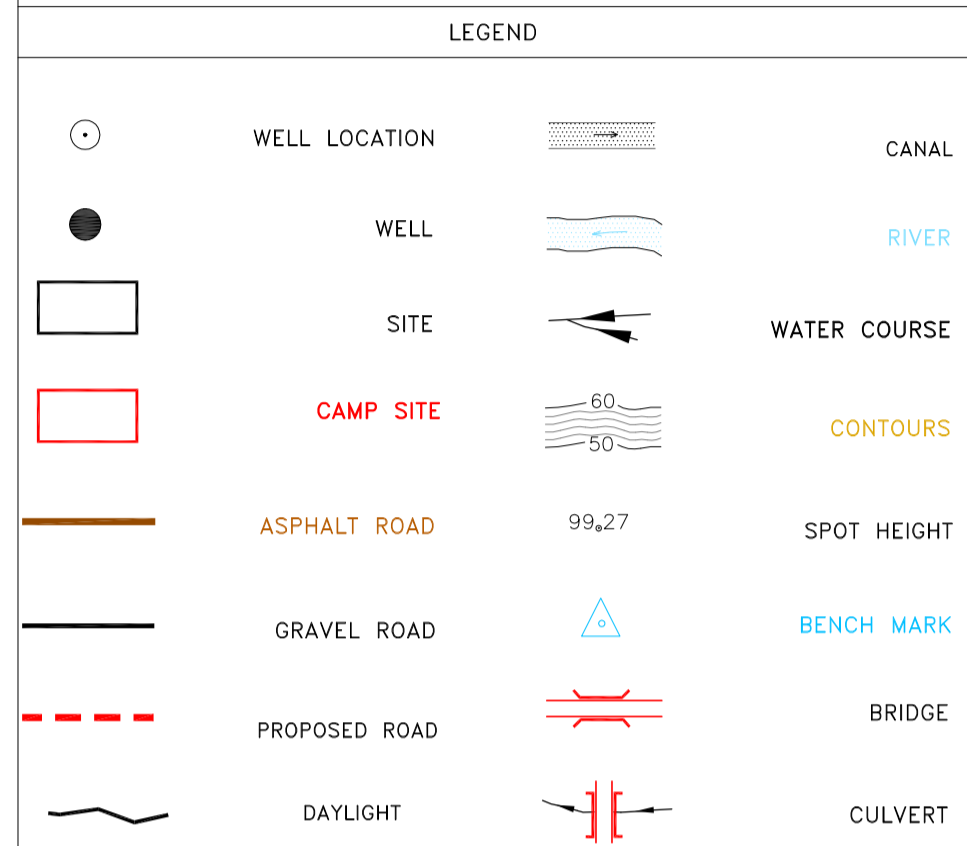 LEGEND
WELL LOCATION
CANAL
WELL
RIVER
SITE
WATER COURSE
CAMP SITE
60
50
CONTOURS
ASPHALT ROAD
99.27
SPOT HEIGHT
GRAVEL ROAD
BENCH MARK
PROPOSED ROAD
BRIDGE
DAYLIGHT
CULVERT